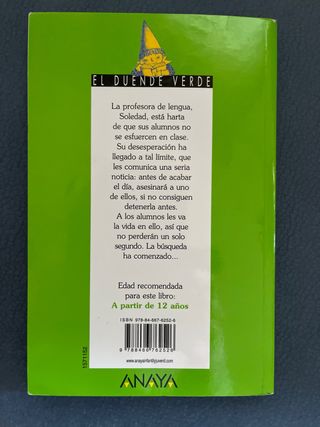 EL DUENDE VERDE
La profesora de lengua,
Soledad, está harta
de que sus alumnos no
se esfuercen en clase.
Su desesperación ha
llegado a tal límite, que
les comunica una seria
noticia: antes de acabar
el día, asesinará a uno
de ellos, si no consiguen
detenerla antes.
A los alumnos les va
la vida en ello, así que
no perderán un solo
segundo. La búsqueda
ha comenzado...
Edad recomendada
para este libro:
A partir de 12 años
ISBN 978-84-667-6252-6
9 788466 762526
www.anayainfantilyjuvenil.com
1571152
ANAYA